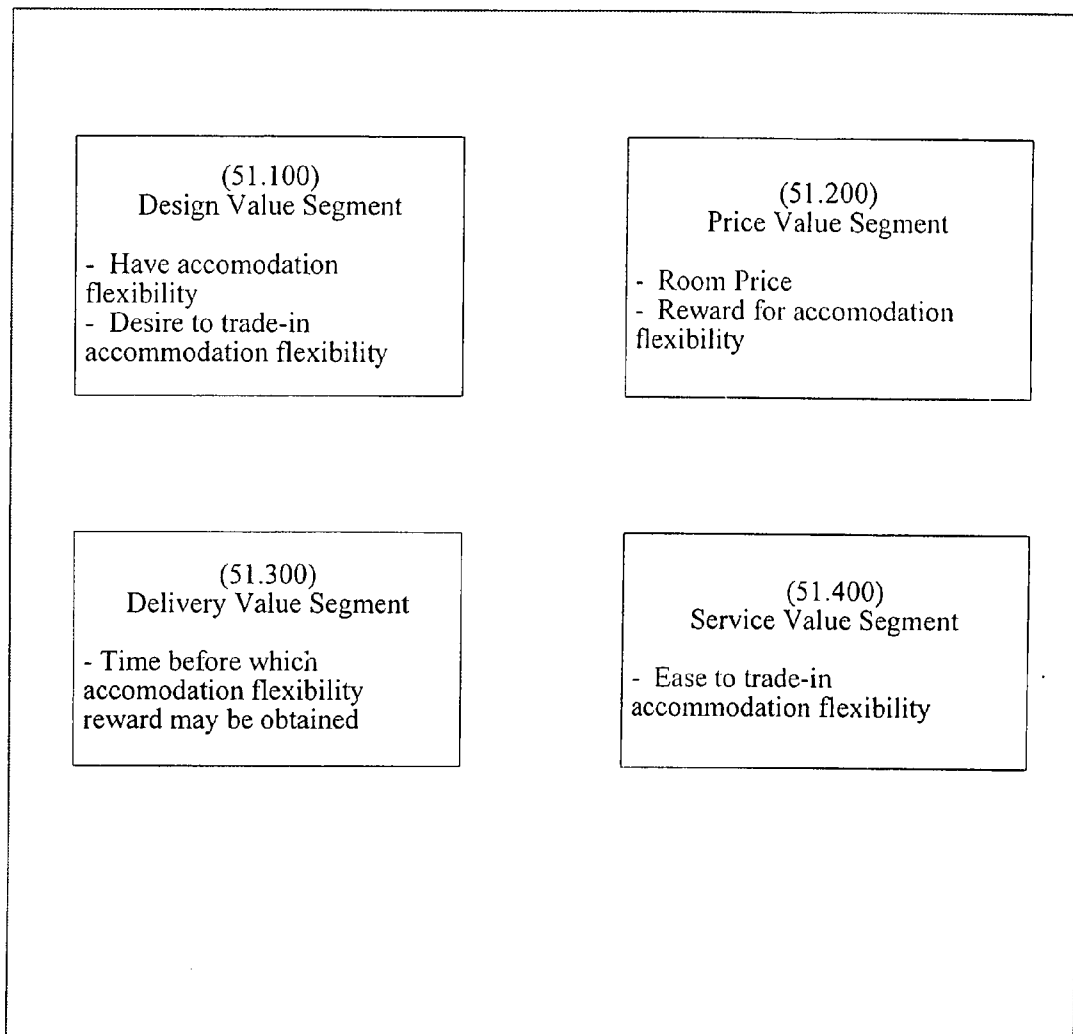 (51.100)
Design Value Segment
- Have accomodation
flexibility
- Desire to trade-in
accommodation flexibility
(51.200)
Price Value Segment
- Room Price
- Reward for accomodation
flexibility
(51.300)
Delivery Value Segment
- Time before which
accomodation flexibility
reward may be obtained
(51.400)
Service Value Segment
- Ease to trade-in
accommodation flexibility